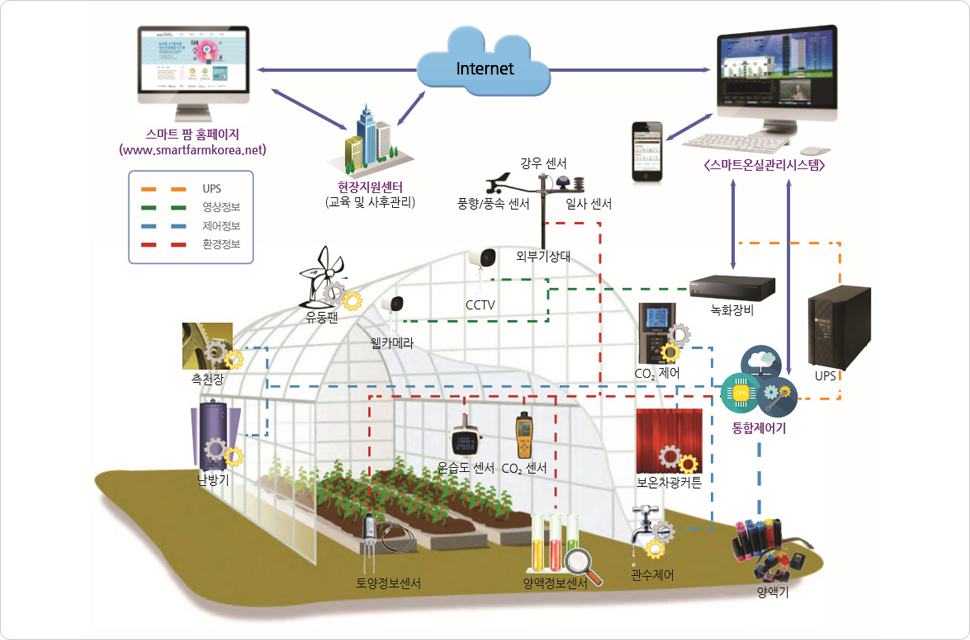 Internet
스마트 팜 홈페이지
(www.smartfarmkorea.net)
현장지원센터
(교육 및 사후관리)
<스마트온실관리시스템>
UPS
영상정보
제어정보
환경정보
강우 센서
풍향/풍속 센서
일사 센서
외부기상대
CCTV
녹화장비
유동팬
웹카메라
측천장
CO₂ 제어
UPS
통합제어기
난방기
온습도 센서
CO₂ 센서
보온차광커튼
토양정보센서
양액정보센서
관수제어
양액기